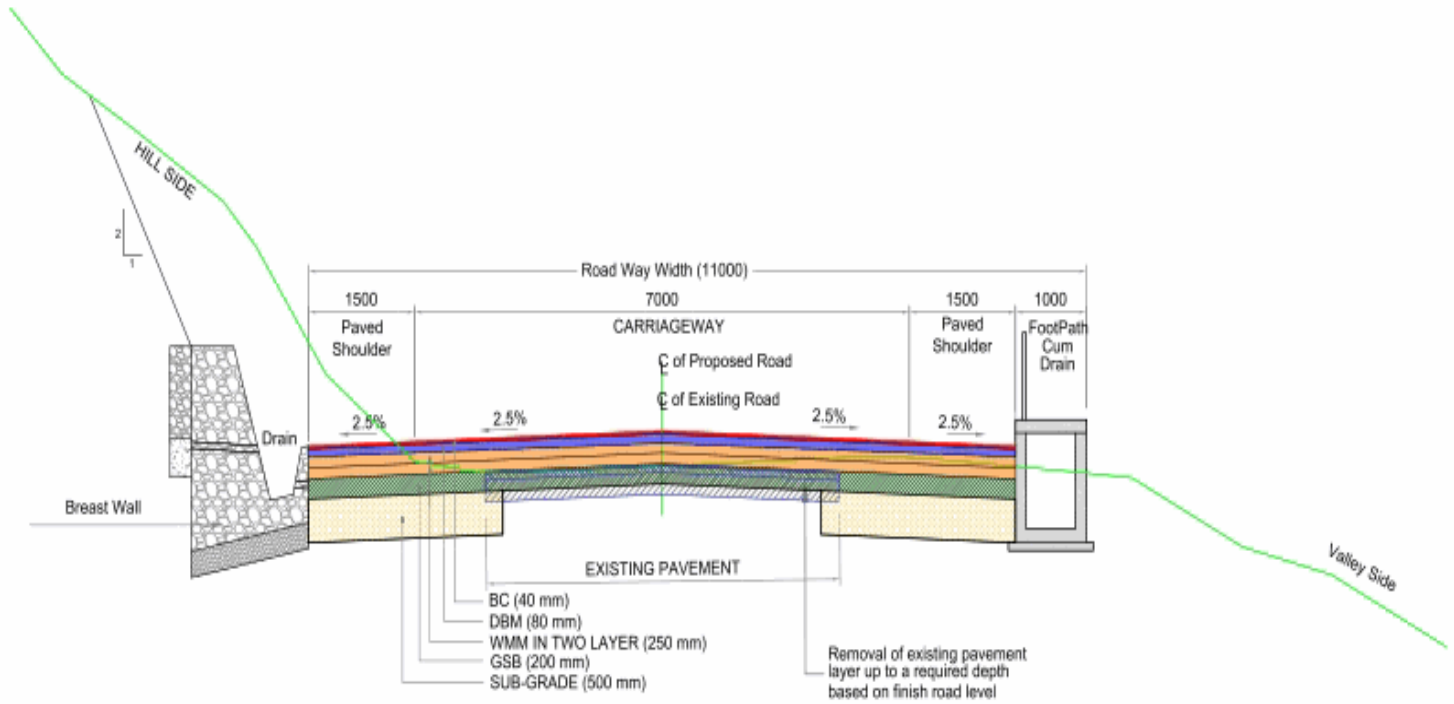 HILL SIDE
2
1
Road Way Width (11000)
1500
7000
1500
1000
Paved
Shoulder
CARRIAGEWAY
Paved
Shoulder
FootPath
Cum
Drain
℄ of Proposed Road
℄ of Existing Road
2.5%
2.5%
2.5%
2.5%
Drain
Breast Wall
EXISTING PAVEMENT
Valley Side
BC (40 mm)
DBM (80 mm)
WMM IN TWO LAYER (250 mm)
GSB (200 mm)
SUB-GRADE (500 mm)
Removal of existing pavement
layer up to a required depth
based on finish road level